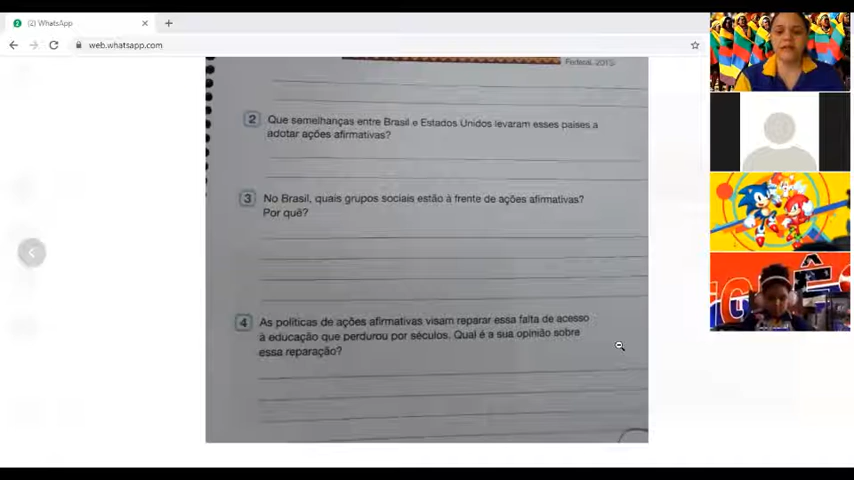 (2) WhatsApp
web.whatsapp.com
Federal, 2015.
2 Que semelhanças entre Brasil e Estados Unidos levaram esses países a
adotar ações afirmativas?
3 No Brasil, quais grupos sociais estão à frente de ações afirmativas?
Por quê?
4 As políticas de ações afirmativas visam reparar essa falta de acesso
à educação que perdurou por séculos. Qual é a sua opinião sobre
essa reparação?